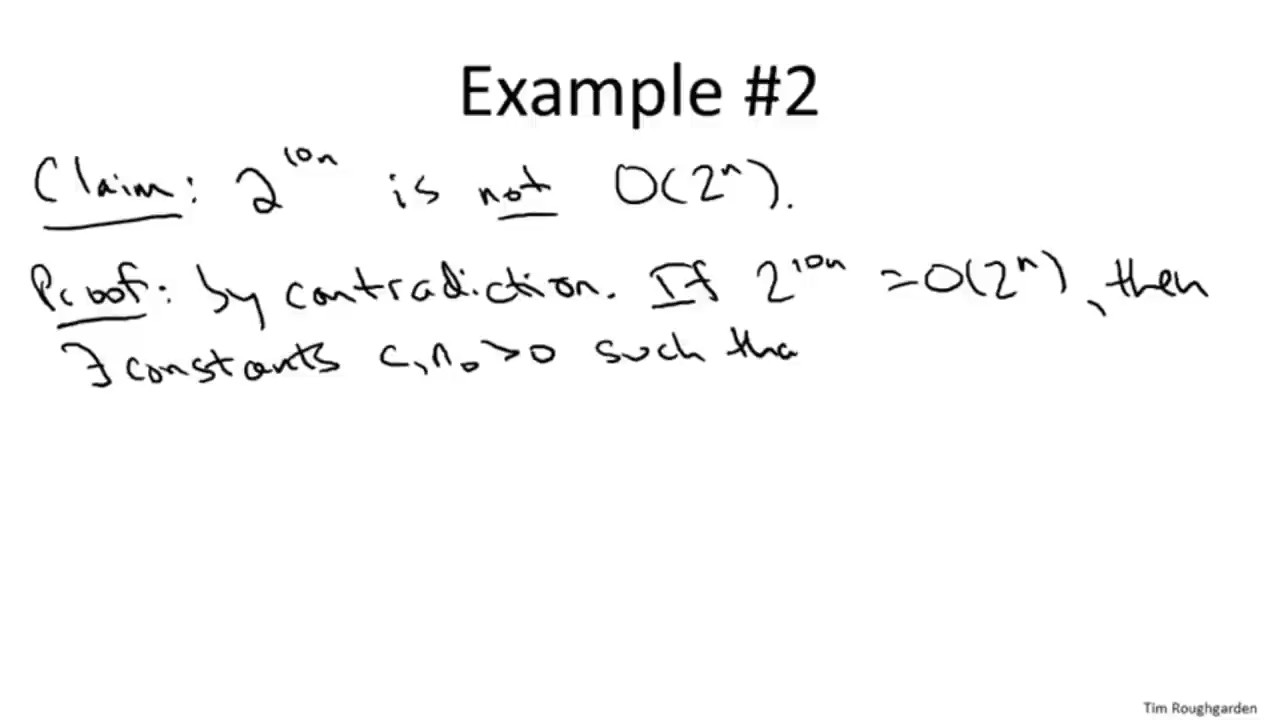 Example #2
Claim: 2^10n is not O(2^n).
Proof: by contradiction. If 2^10n = O(2^n), then
∃ constants c, n₀ > 0 such tha
Tim Roughgarden